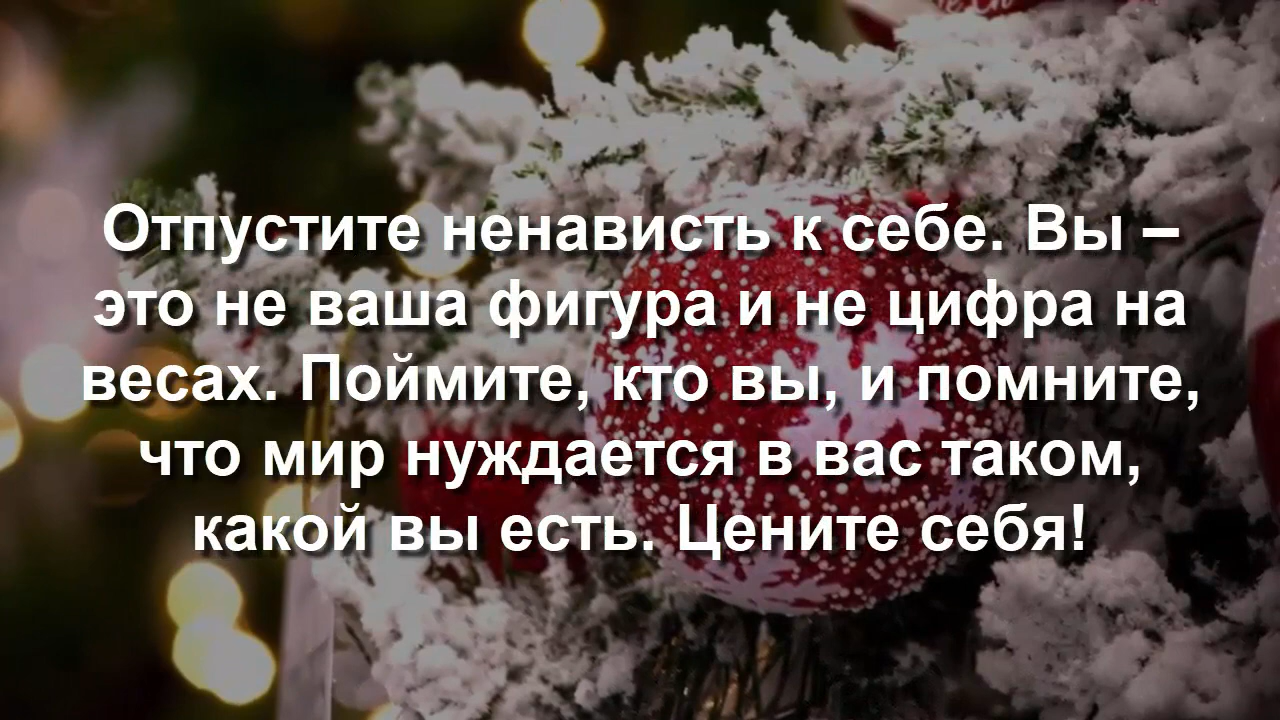 Отпустите ненависть к себе. Вы –
это не ваша фигура и не цифра на
весах. Поймите, кто вы, и помните,
что мир нуждается в вас таком,
какой вы есть. Цените себя!